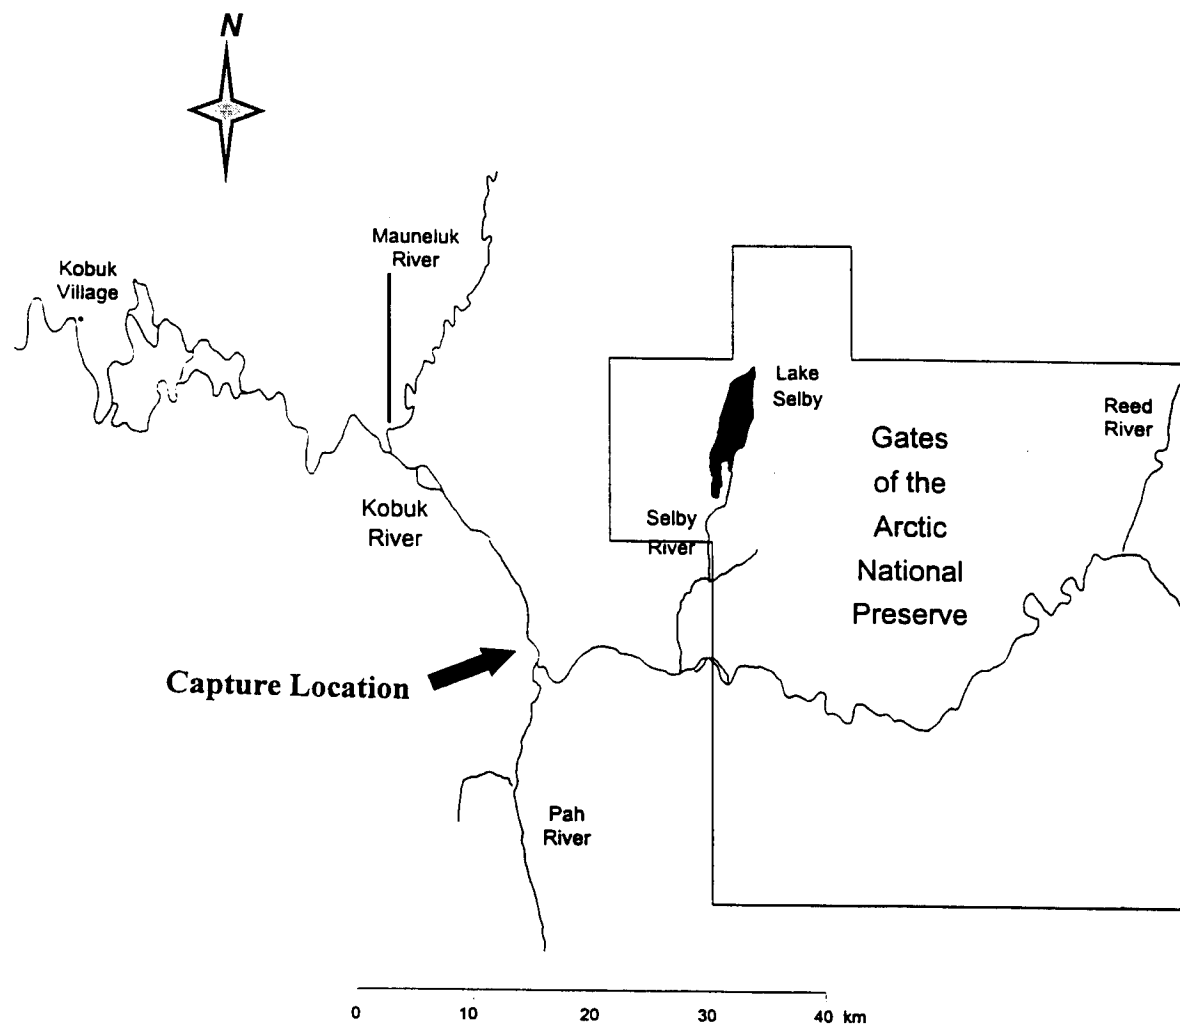 N
Mauneluk
River
Kobuk
Village
Lake
Selby
Reed
River
Gates
of the
Arctic
National
Preserve
Kobuk
River
Selby
River
Capture Location
Pah
River
0 10 20 30 40 km